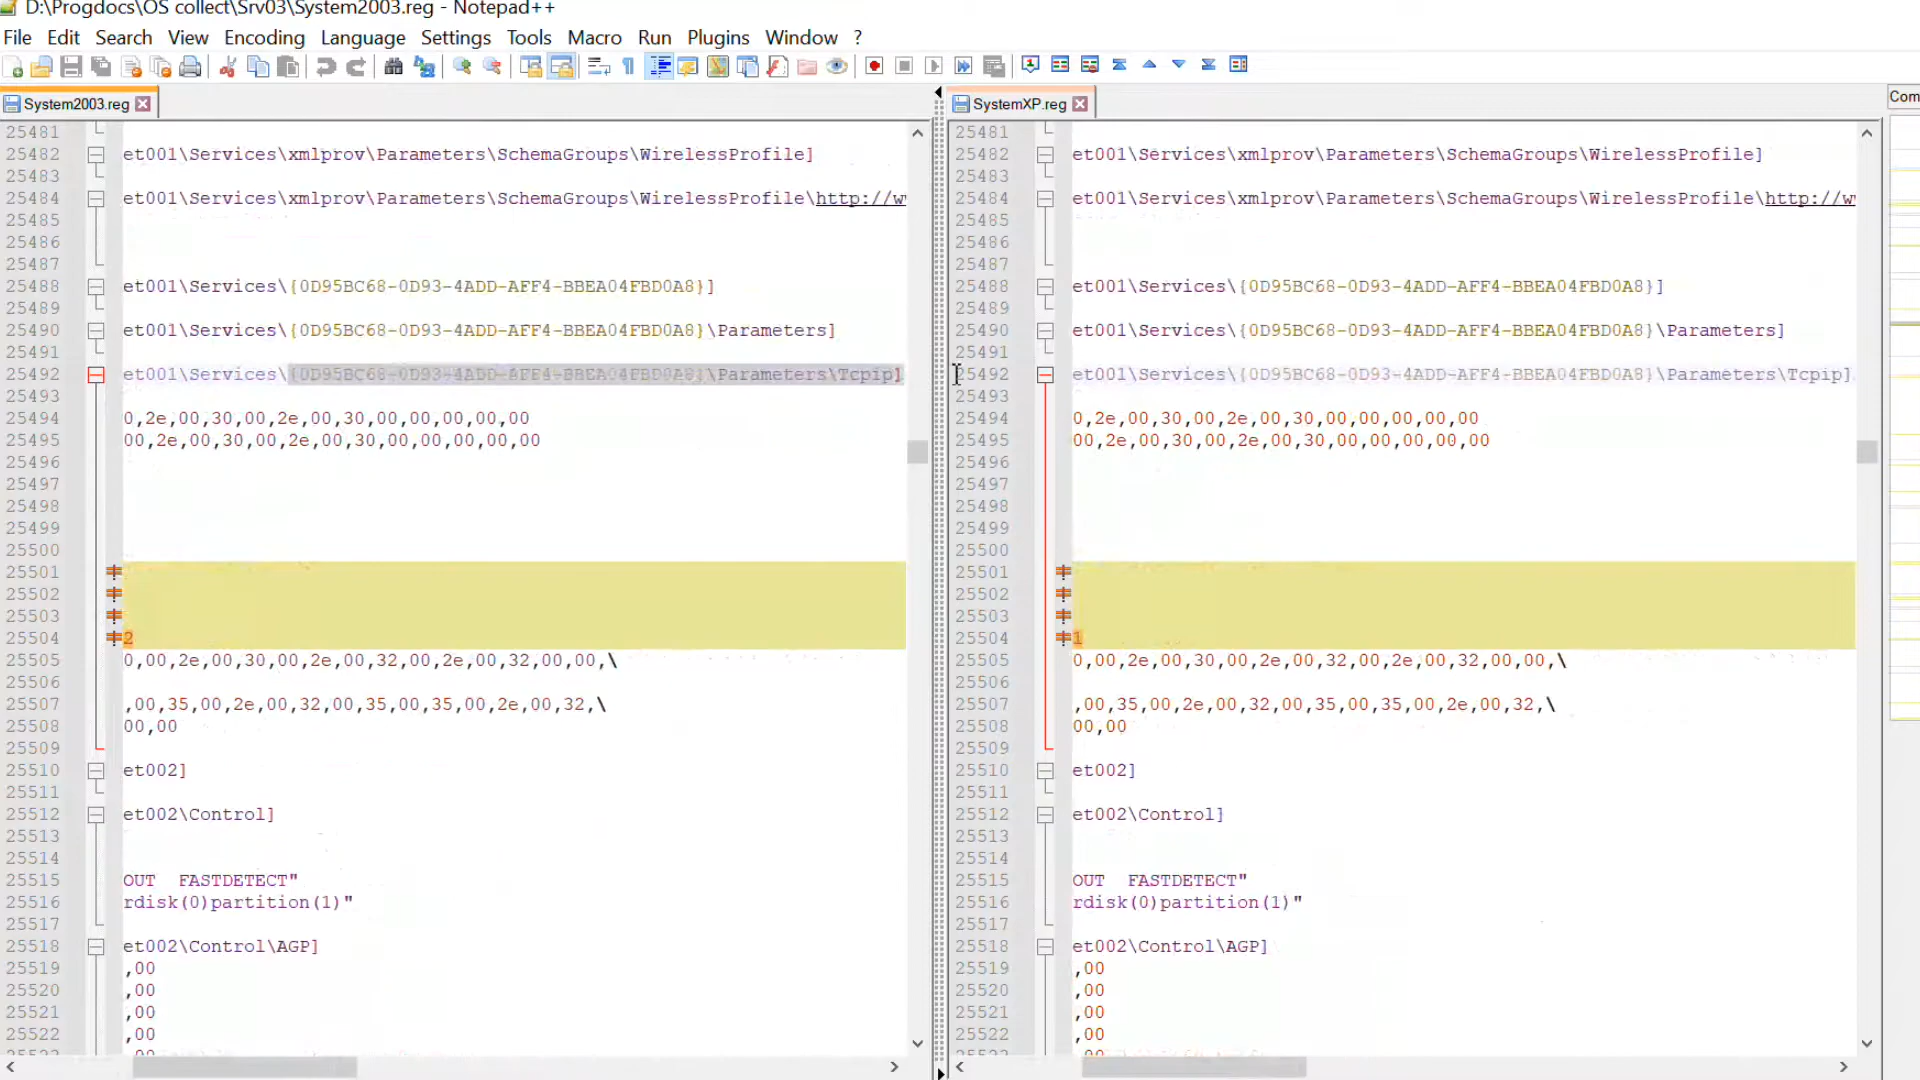 D:\Progdocs\OS collect\Srv03\System2003.reg - Notepad++
File Edit Search View Encoding Language Settings Tools Macro Run Plugins Window ?
System2003.reg
25481
25482 et001\Services\xmlprov\Parameters\SchemaGroups\WirelessProfile]
25483
25484 et001\Services\xmlprov\Parameters\SchemaGroups\WirelessProfile\http://w
25485
25486
25487
25488 et001\Services\{0D95BC68-0D93-4ADD-AFF4-BBEA04FBD0A8}]
25489
25490 et001\Services\{0D95BC68-0D93-4ADD-AFF4-BBEA04FBD0A8}\Parameters]
25491
25492 et001\Services\{0D95BC68-0D93-4ADD-AFF4-BBEA04FBD0A8}\Parameters\Tcpip]
25493
25494 0,2e,00,30,00,2e,00,30,00,00,00,00,00
25495 00,2e,00,30,00,2e,00,30,00,00,00,00,00
25496
25497
25498
25499
25500
25501
25502
25503
25504 2
25505 0,00,2e,00,30,00,2e,00,32,00,2e,00,32,00,00,\
25506
25507 ,00,35,00,2e,00,32,00,35,00,35,00,2e,00,32,\
25508 00,00
25509
25510 et002]
25511
25512 et002\Control]
25513
25514
25515 OUT FASTDETECT"
25516 rdisk(0)partition(1)"
25517
25518 et002\Control\AGP]
25519 ,00
25520 ,00
25521 ,00
25522 ,00
SystemXP.reg
25481
25482 et001\Services\xmlprov\Parameters\SchemaGroups\WirelessProfile]
25483
25484 et001\Services\xmlprov\Parameters\SchemaGroups\WirelessProfile\http://w
25485
25486
25487
25488 et001\Services\{0D95BC68-0D93-4ADD-AFF4-BBEA04FBD0A8}]
25489
25490 et001\Services\{0D95BC68-0D93-4ADD-AFF4-BBEA04FBD0A8}\Parameters]
25491
25492 et001\Services\{0D95BC68-0D93-4ADD-AFF4-BBEA04FBD0A8}\Parameters\Tcpip]
25493
25494 0,2e,00,30,00,2e,00,30,00,00,00,00,00
25495 00,2e,00,30,00,2e,00,30,00,00,00,00,00
25496
25497
25498
25499
25500
25501
25502
25503
25504 1
25505 0,00,2e,00,30,00,2e,00,32,00,2e,00,32,00,00,\
25506
25507 ,00,35,00,2e,00,32,00,35,00,35,00,2e,00,32,\
25508 00,00
25509
25510 et002]
25511
25512 et002\Control]
25513
25514
25515 OUT FASTDETECT"
25516 rdisk(0)partition(1)"
25517
25518 et002\Control\AGP]
25519 ,00
25520 ,00
25521 ,00
25522 ,00
Com